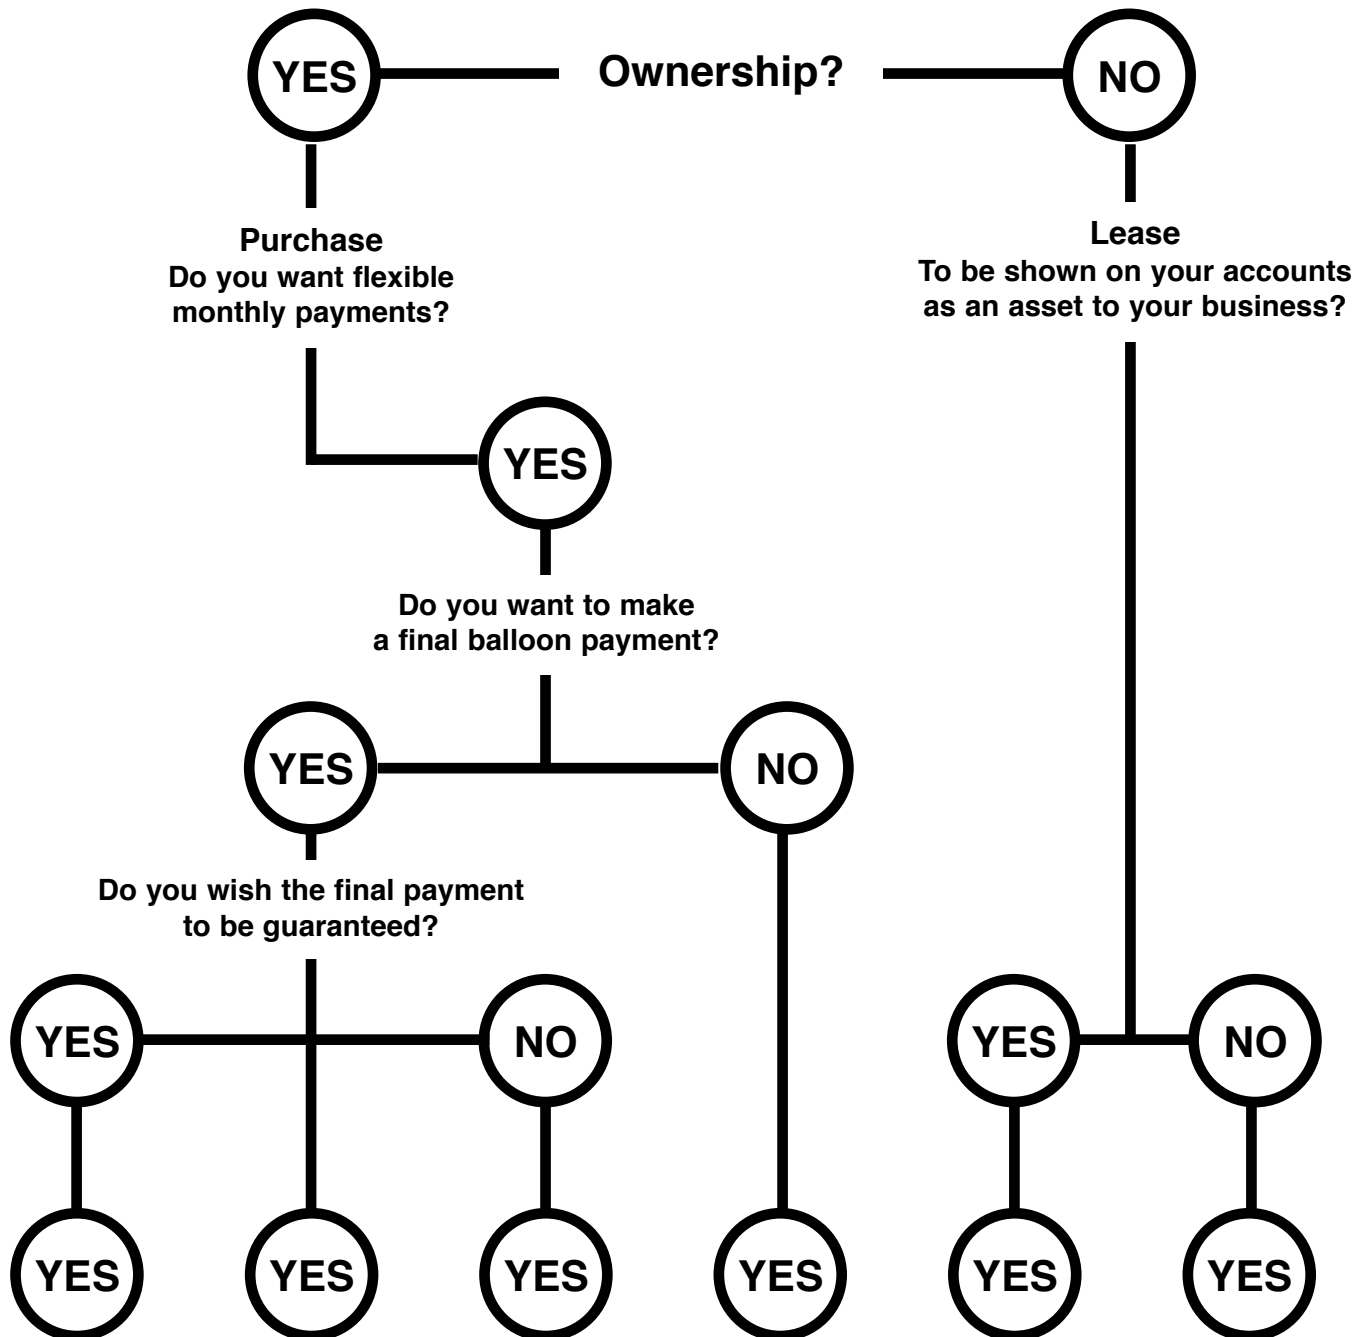 YES
Ownership?
NO
Purchase
Do you want flexible
monthly payments?
Lease
To be shown on your accounts
as an asset to your business?
YES
Do you want to make
a final balloon payment?
YES
NO
Do you wish the final payment
to be guaranteed?
YES
NO
YES
NO
YES
YES
YES
YES
YES
YES